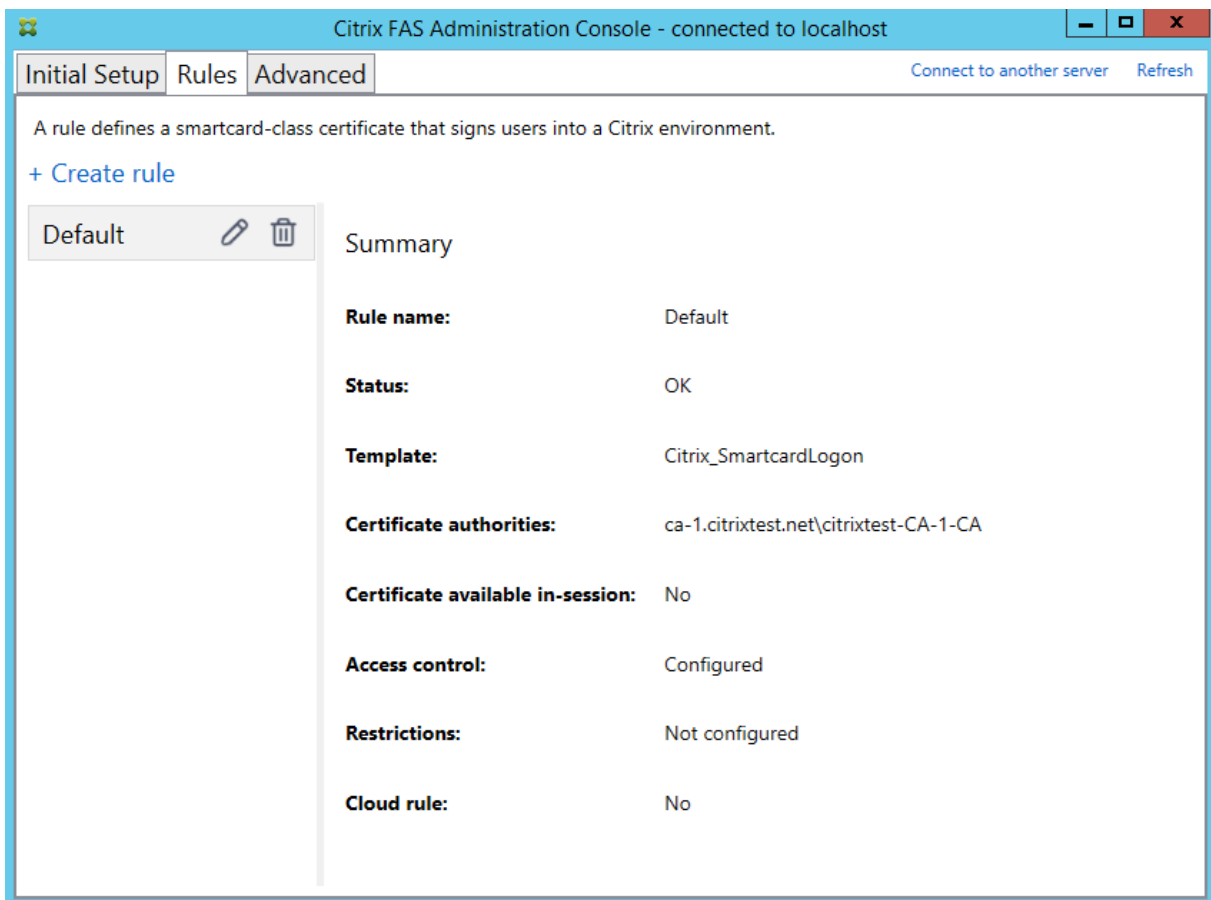 Citrix FAS Administration Console - connected to localhost
Initial Setup Rules Advanced Connect to another server Refresh
A rule defines a smartcard-class certificate that signs users into a Citrix environment.
+ Create rule
Default
Summary
Rule name: Default
Status: OK
Template: Citrix_SmartcardLogon
Certificate authorities: ca-1.citrixtest.net\citrixtest-CA-1-CA
Certificate available in-session: No
Access control: Configured
Restrictions: Not configured
Cloud rule: No